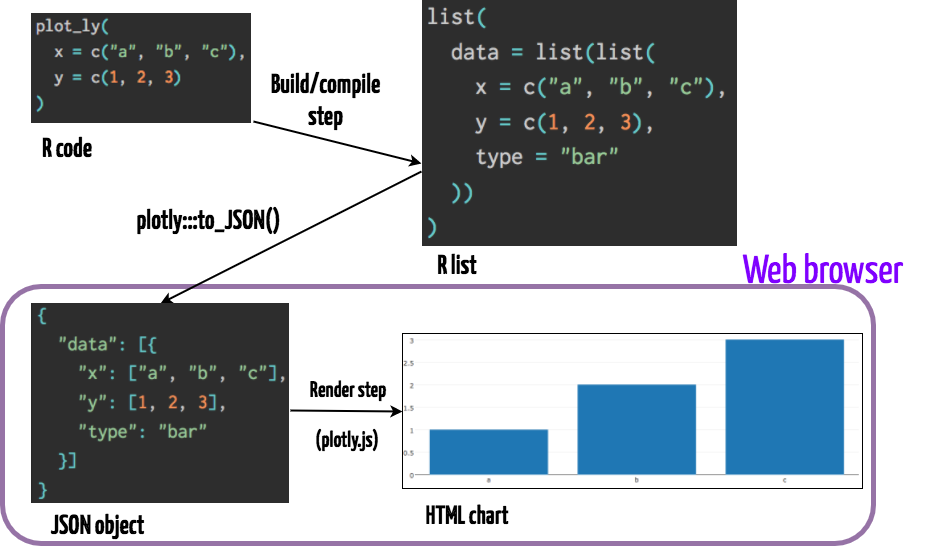 plot_ly(
  x = c("a", "b", "c"),
  y = c(1, 2, 3)
)
R code
Build/compile
step
list(
  data = list(list(
    x = c("a", "b", "c"),
    y = c(1, 2, 3),
    type = "bar"
  ))
)
R list
plotly:::to_JSON()
Web browser
{
  "data": [{
    "x": ["a", "b", "c"],
    "y": [1, 2, 3],
    "type": "bar"
  }]
}
JSON object
Render step
(plotly.js)
3
2.5
2
1.5
1
0.5
0
a b c
HTML chart